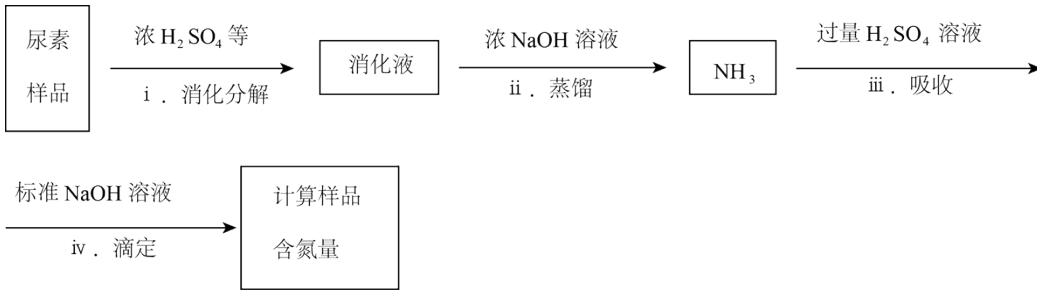 尿素
样品
浓 H₂SO₄ 等
ⅰ．消化分解
消化液
浓 NaOH 溶液
ⅱ．蒸馏
NH₃
过量 H₂SO₄ 溶液
ⅲ．吸收
标准 NaOH 溶液
ⅳ．滴定
计算样品
含氮量